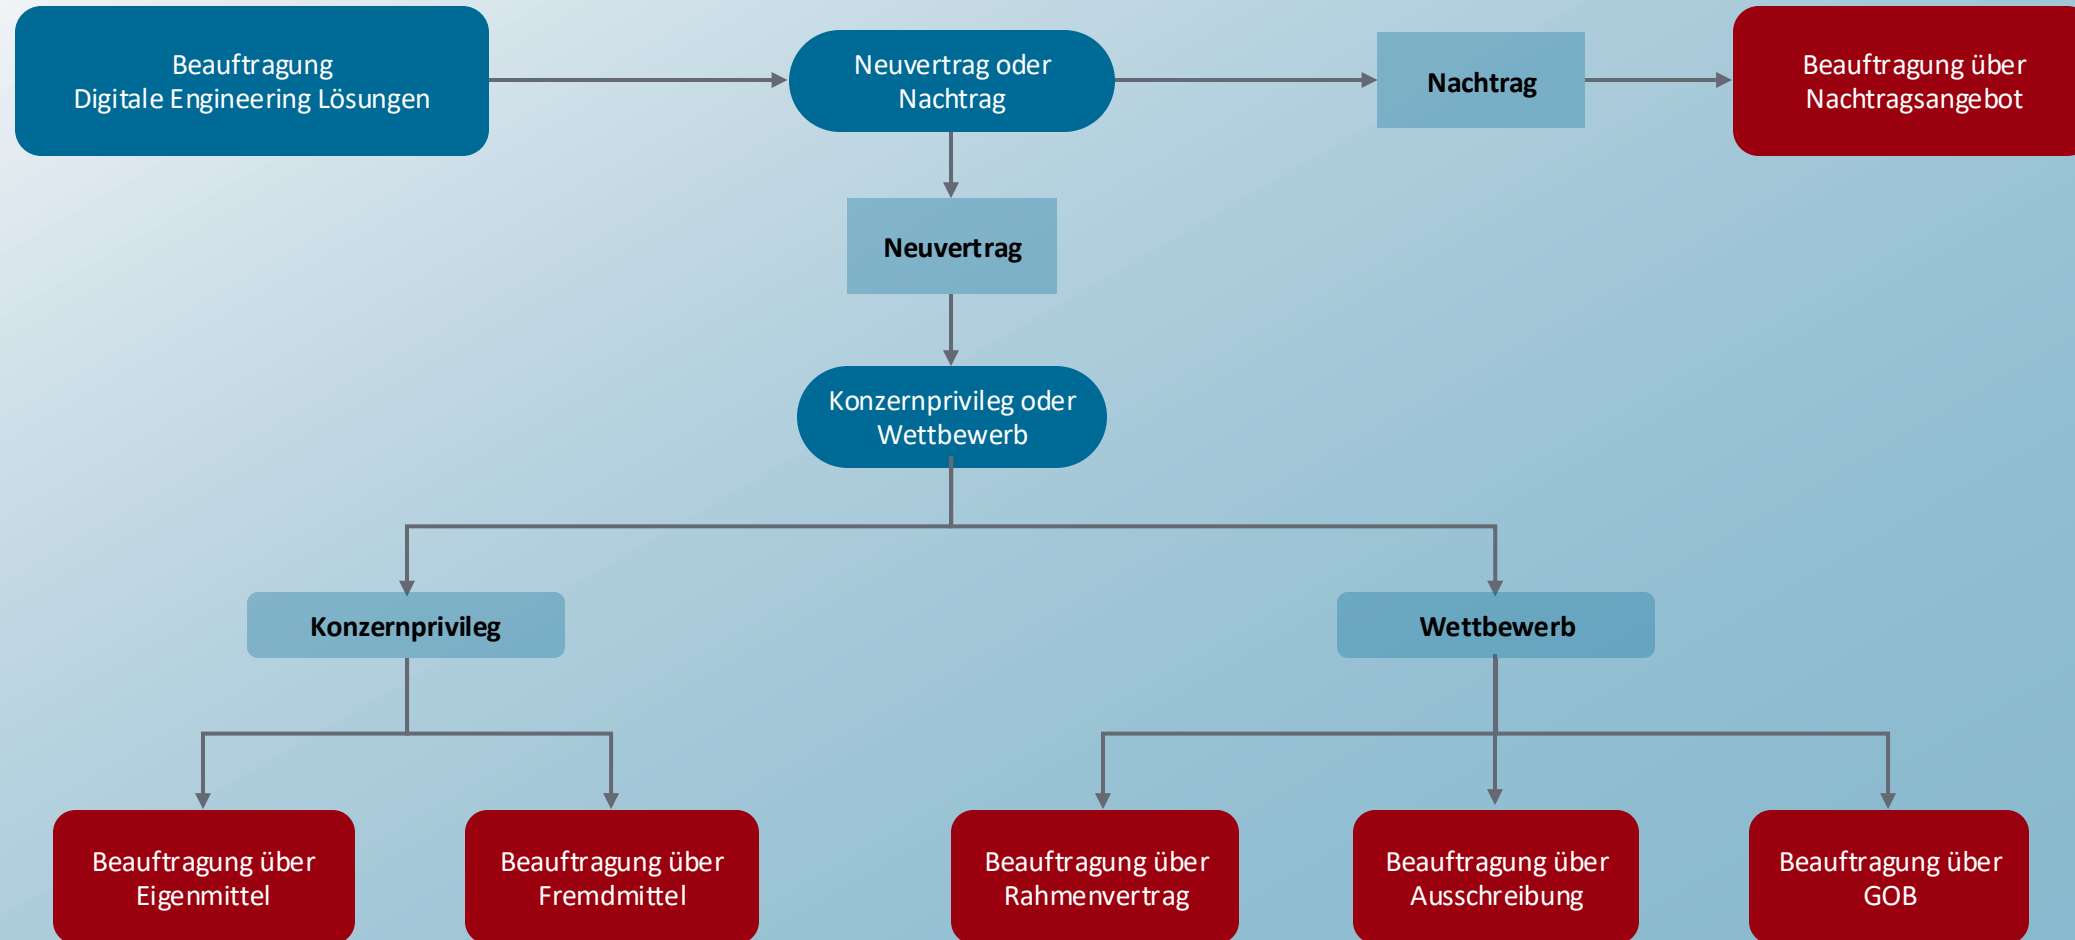 Beauftragung
Digitale Engineering Lösungen
Neuvertrag oder
Nachtrag
Nachtrag
Beauftragung über
Nachtragsangebot
Neuvertrag
Konzernprivileg oder
Wettbewerb
Konzernprivileg
Wettbewerb
Beauftragung über
Eigenmittel
Beauftragung über
Fremdmittel
Beauftragung über
Rahmenvertrag
Beauftragung über
Ausschreibung
Beauftragung über
GOB